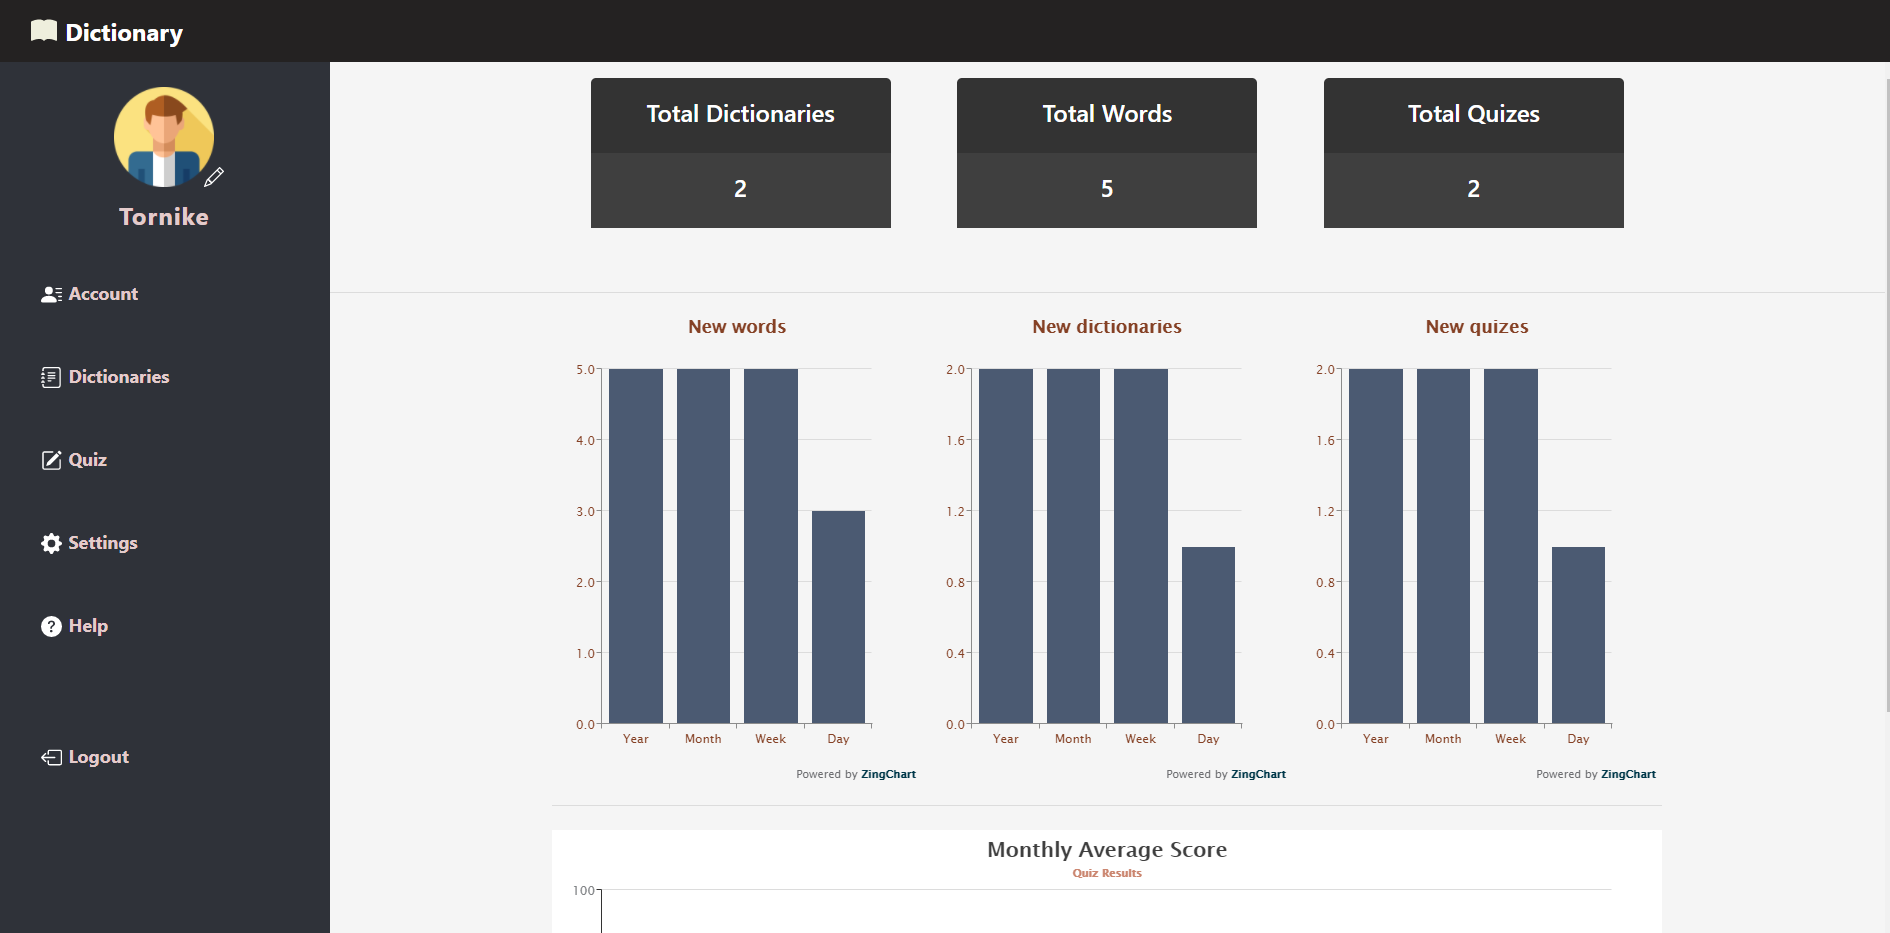 Dictionary
Tornike
Account
Dictionaries
Quiz
Settings
Help
Logout
Total Dictionaries
2
Total Words
5
Total Quizes
2
New words
5.0
4.0
3.0
2.0
1.0
0.0
Year Month Week Day
Powered by ZingChart
New dictionaries
2.0
1.6
1.2
0.8
0.4
0.0
Year Month Week Day
Powered by ZingChart
New quizes
2.0
1.6
1.2
0.8
0.4
0.0
Year Month Week Day
Powered by ZingChart
Monthly Average Score
Quiz Results
100